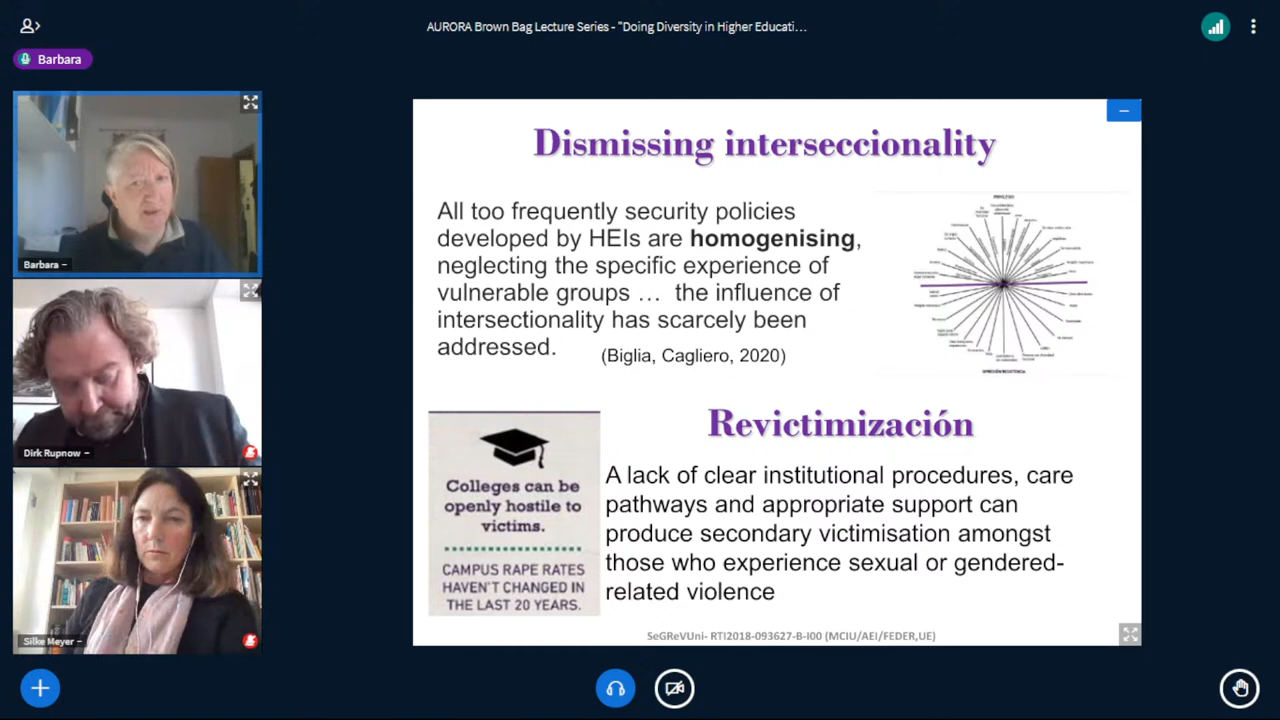 AURORA Brown Bag Lecture Series - "Doing Diversity in Higher Educati…
Barbara
Barbara –
Dirk Rupnow –
Silke Meyer –
Dismissing interseccionality
All too frequently security policies
developed by HEIs are homogenising,
neglecting the specific experience of
vulnerable groups … the influence of
intersectionality has scarcely been
addressed.
(Biglia, Cagliero, 2020)
Revictimización
Colleges can be
openly hostile to
victims.
CAMPUS RAPE RATES
HAVEN'T CHANGED IN
THE LAST 20 YEARS.
A lack of clear institutional procedures, care
pathways and appropriate support can
produce secondary victimisation amongst
those who experience sexual or gendered-
related violence
SeGReVUni- RTI2018-093627-B-I00 (MCIU/AEI/FEDER,UE)